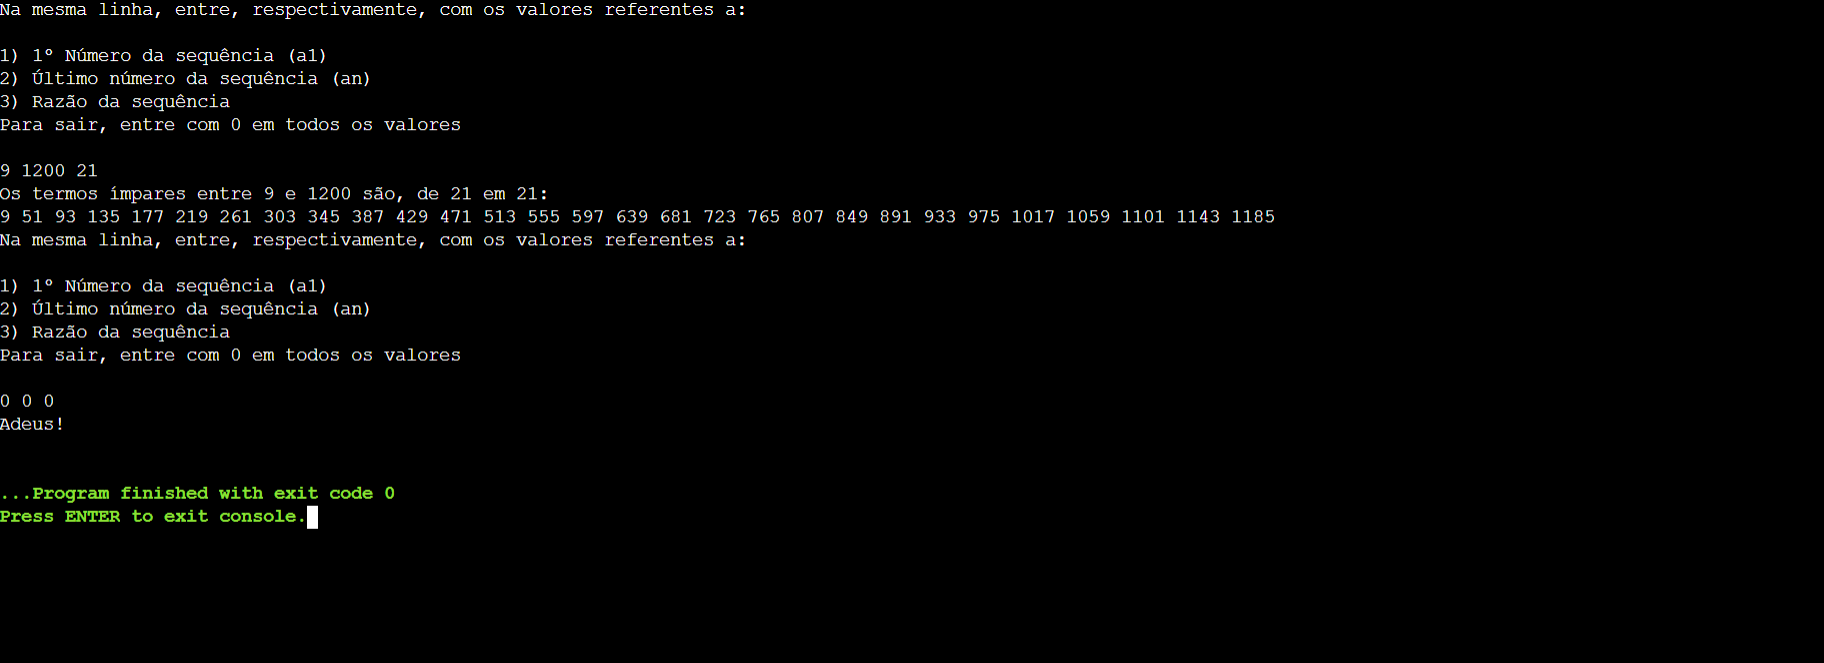 Na mesma linha, entre, respectivamente, com os valores referentes a:
1) 1º Número da sequência (a1)
2) Último número da sequência (an)
3) Razão da sequência
Para sair, entre com 0 em todos os valores
9 1200 21
Os termos ímpares entre 9 e 1200 são, de 21 em 21:
9 51 93 135 177 219 261 303 345 387 429 471 513 555 597 639 681 723 765 807 849 891 933 975 1017 1059 1101 1143 1185
Na mesma linha, entre, respectivamente, com os valores referentes a:
1) 1º Número da sequência (a1)
2) Último número da sequência (an)
3) Razão da sequência
Para sair, entre com 0 em todos os valores
0 0 0
Adeus!
...Program finished with exit code 0
Press ENTER to exit console.